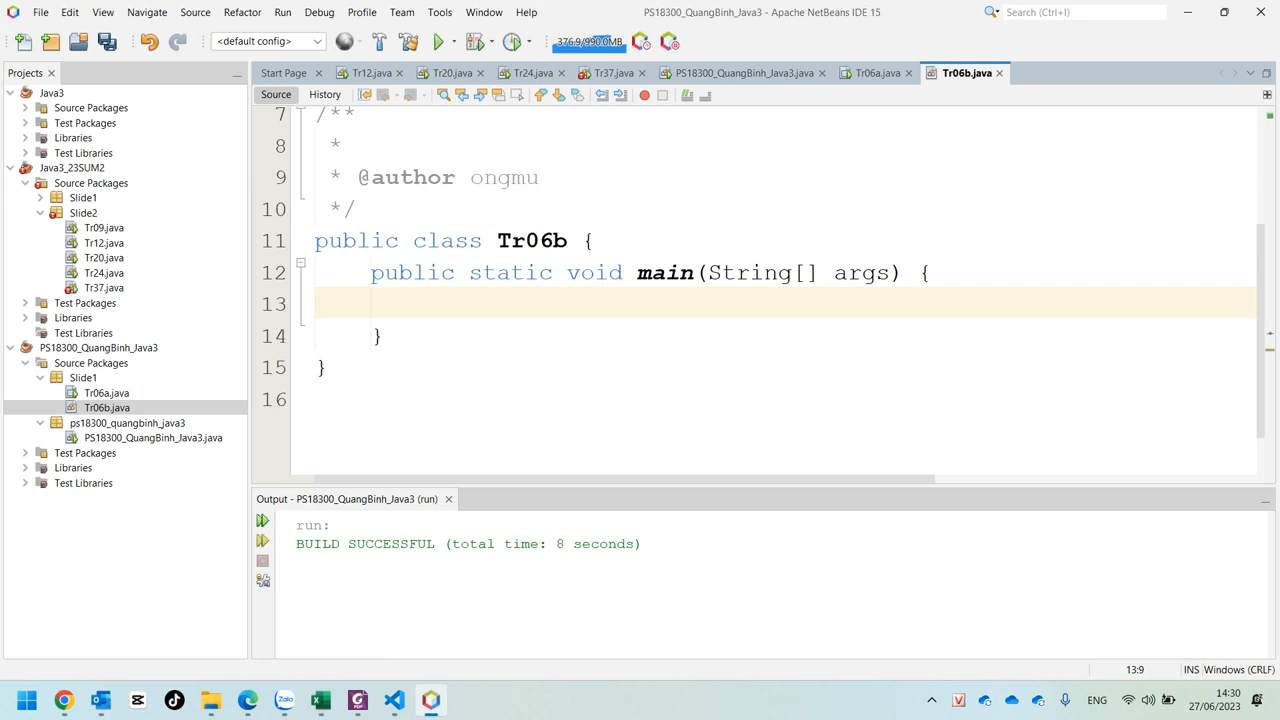 File Edit View Navigate Source Refactor Run Debug Profile Team Tools Window Help
PS18300_QuangBinh_Java3 - Apache NetBeans IDE 15
Search (Ctrl+I)
<default config>
376.9/990.0MB
Projects
Start Page
Tr12.java
Tr20.java
Tr24.java
Tr37.java
PS18300_QuangBinh_Java3.java
Tr06a.java
Tr06b.java
Source History
Java3
Source Packages
Test Packages
Libraries
Test Libraries
Java3_23SUM2
Source Packages
Slide1
Slide2
Tr09.java
Tr12.java
Tr20.java
Tr24.java
Tr37.java
Test Packages
Libraries
Test Libraries
PS18300_QuangBinh_Java3
Source Packages
Slide1
Tr06a.java
Tr06b.java
ps18300_quangbinh_java3
PS18300_QuangBinh_Java3.java
Test Packages
Libraries
Test Libraries
7 /**
8 *
9 * @author ongmu
10 */
11 public class Tr06b {
12 public static void main(String[] args) {
13
14 }
15 }
16
Output - PS18300_QuangBinh_Java3 (run)
run:
BUILD SUCCESSFUL (total time: 8 seconds)
13:9 INS Windows (CRLF)
Zalo
PDF
V
ENG
14:30
27/06/2023